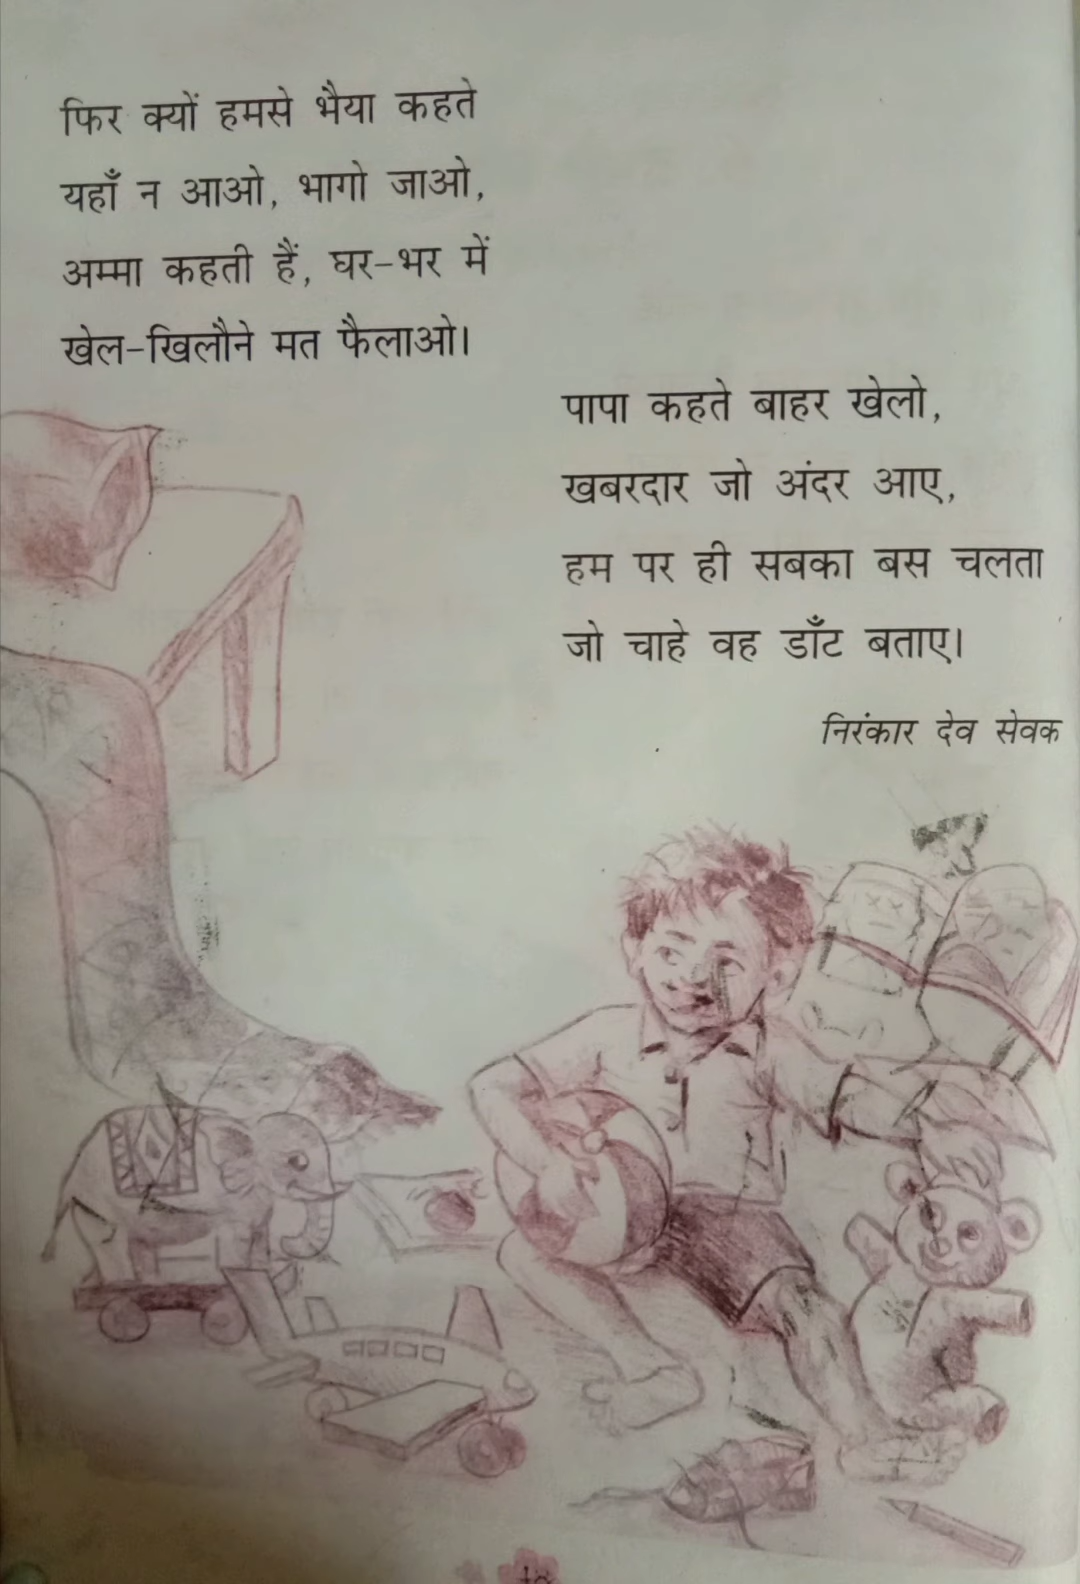 फिर क्यों हमसे भैया कहते
यहाँ न आओ, भागो जाओ,
अम्मा कहती हैं, घर-भर में
खेल-खिलौने मत फैलाओ।
पापा कहते बाहर खेलो,
खबरदार जो अंदर आए,
हम पर ही सबका बस चलता
जो चाहे वह डाँट बताए।
निरंकार देव सेवक